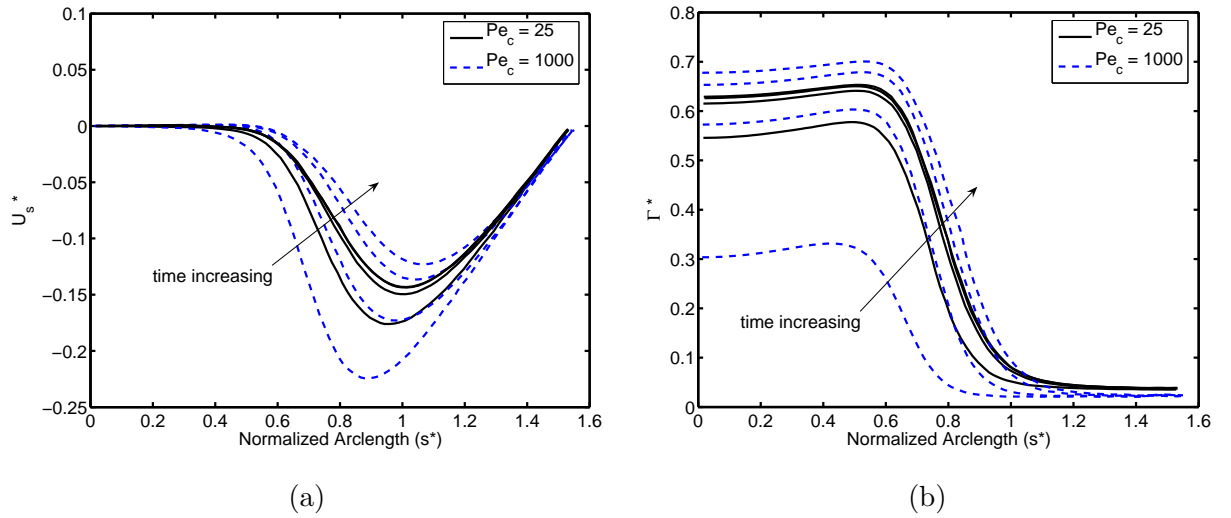 0.1
0.05
0
−0.05
−0.1
−0.15
−0.2
−0.25
U_s^*
0 0.2 0.4 0.6 0.8 1 1.2 1.4 1.6
Normalized Arclength (s*)
Pe_c = 25
Pe_c = 1000
time increasing
(a)
0.8
0.7
0.6
0.5
0.4
0.3
0.2
0.1
0
Γ^*
0 0.2 0.4 0.6 0.8 1 1.2 1.4 1.6
Normalized Arclength (s*)
Pe_c = 25
Pe_c = 1000
time increasing
(b)